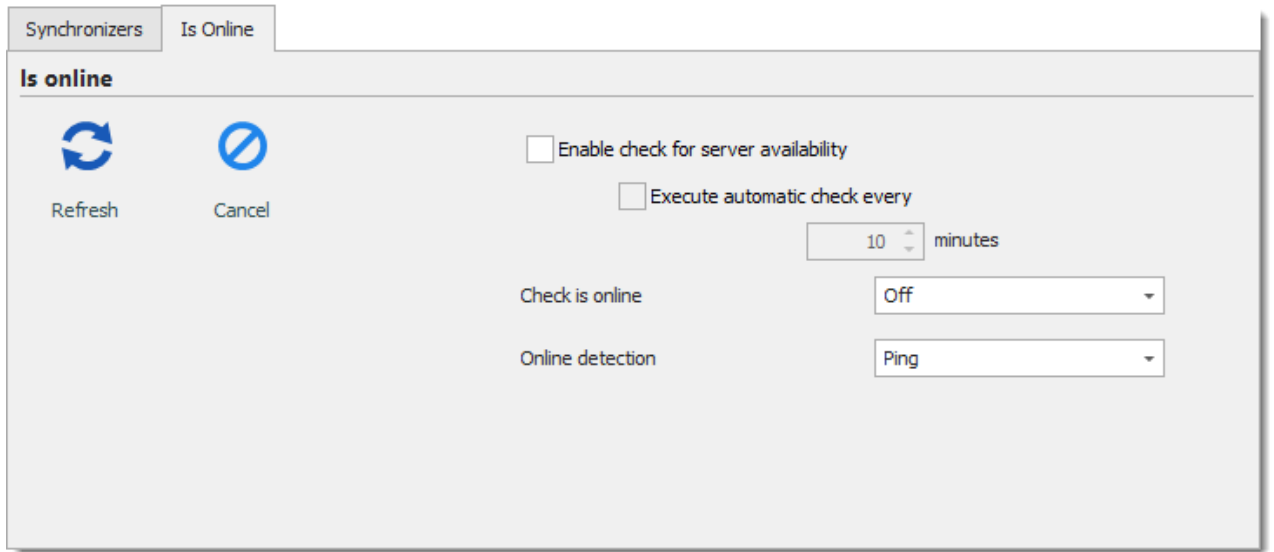 Synchronizers Is Online
Is online
Enable check for server availability
Execute automatic check every
Refresh Cancel
10 minutes
Check is online Off
Online detection Ping